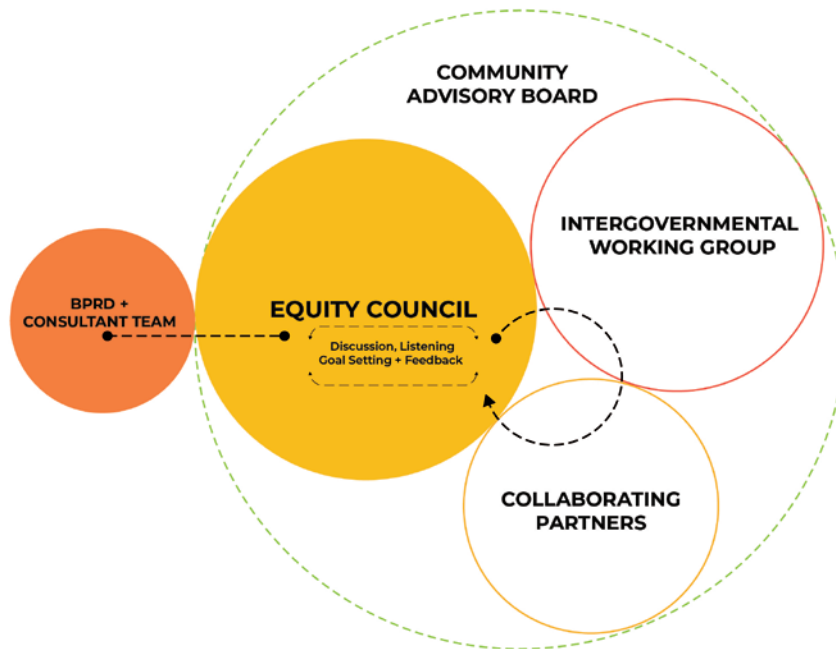 COMMUNITY
ADVISORY BOARD
INTERGOVERNMENTAL
WORKING GROUP
BPRD +
CONSULTANT TEAM
EQUITY COUNCIL
Discussion, Listening
Goal Setting + Feedback
COLLABORATING
PARTNERS